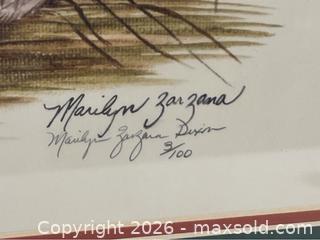 Marilyn Zarzana
Marilyn Zarzana Dixon
3/100
Copyright 2026 - maxsold.com